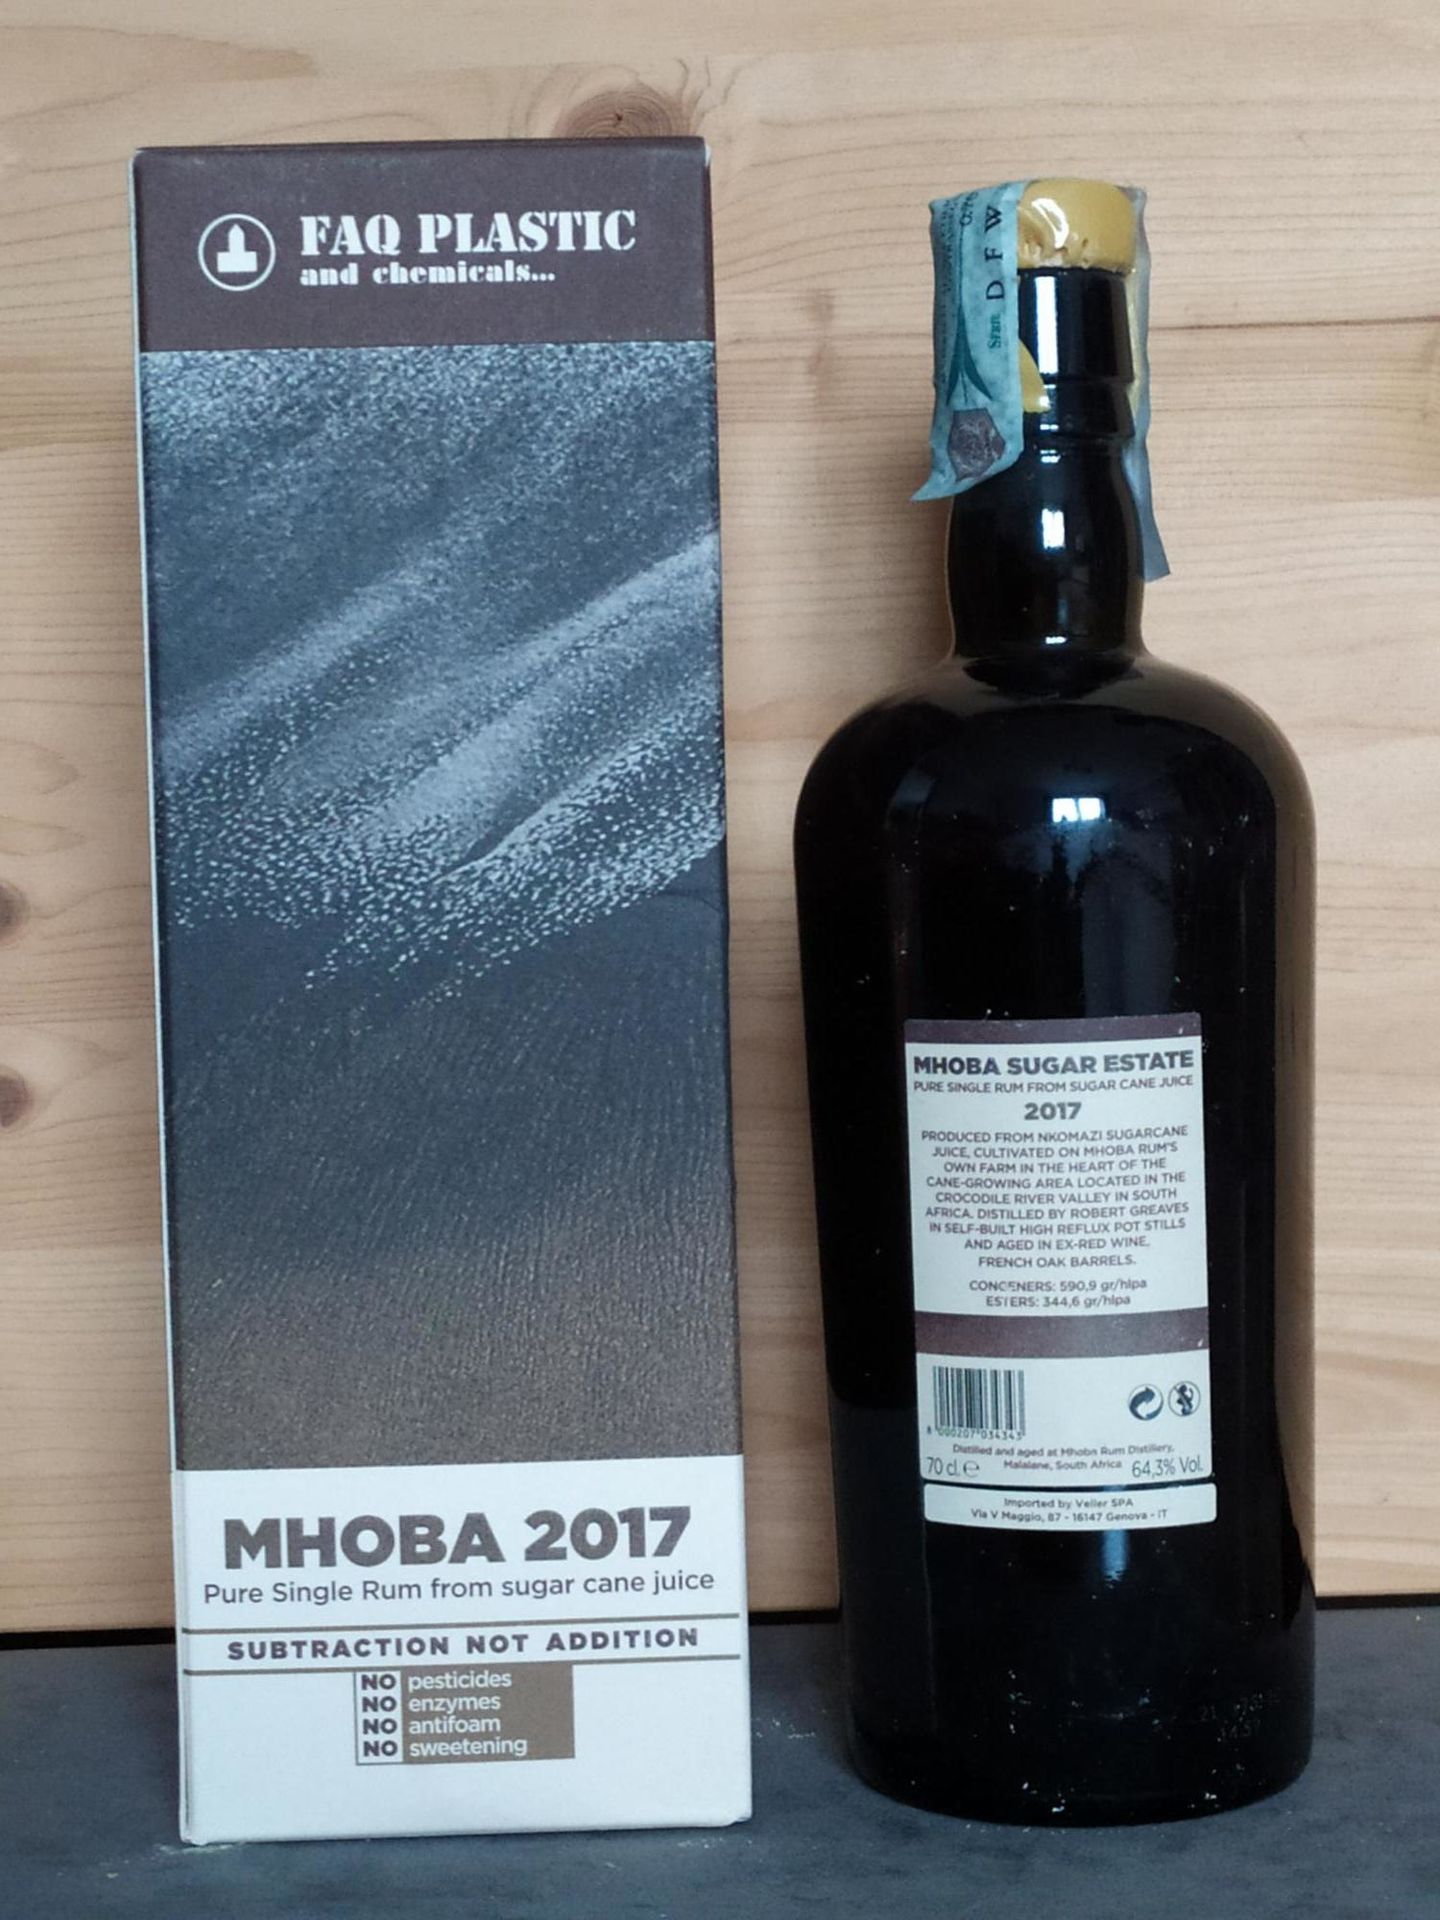 FAQ PLASTIC
and chemicals...
MHOBA 2017
Pure Single Rum from sugar cane juice
SUBTRACTION NOT ADDITION
NO pesticides
NO enzymes
NO antifoam
NO sweetening
D F W
MHOBA SUGAR ESTATE
PURE SINGLE RUM FROM SUGAR CANE JUICE
2017
PRODUCED FROM NKOMAZI SUGARCANE
JUICE, CULTIVATED ON MHOBA RUM'S
OWN FARM IN THE HEART OF THE
CANE-GROWING AREA LOCATED IN THE
CROCODILE RIVER VALLEY IN SOUTH
AFRICA. DISTILLED BY ROBERT GREAVES
IN SELF-BUILT HIGH REFLUX POT STILLS
AND AGED IN EX-RED WINE,
FRENCH OAK BARRELS.
CONGENERS: 590,9 gr/hlpa
ESTERS: 344,6 gr/hlpa
8 000207 034343
Distilled and aged at Mhoba Rum Distillery,
Malalane, South Africa
70 cl. e
64,3% Vol.
Imported by Velier SPA
Via V Maggio, 87 - 16147 Genova - IT